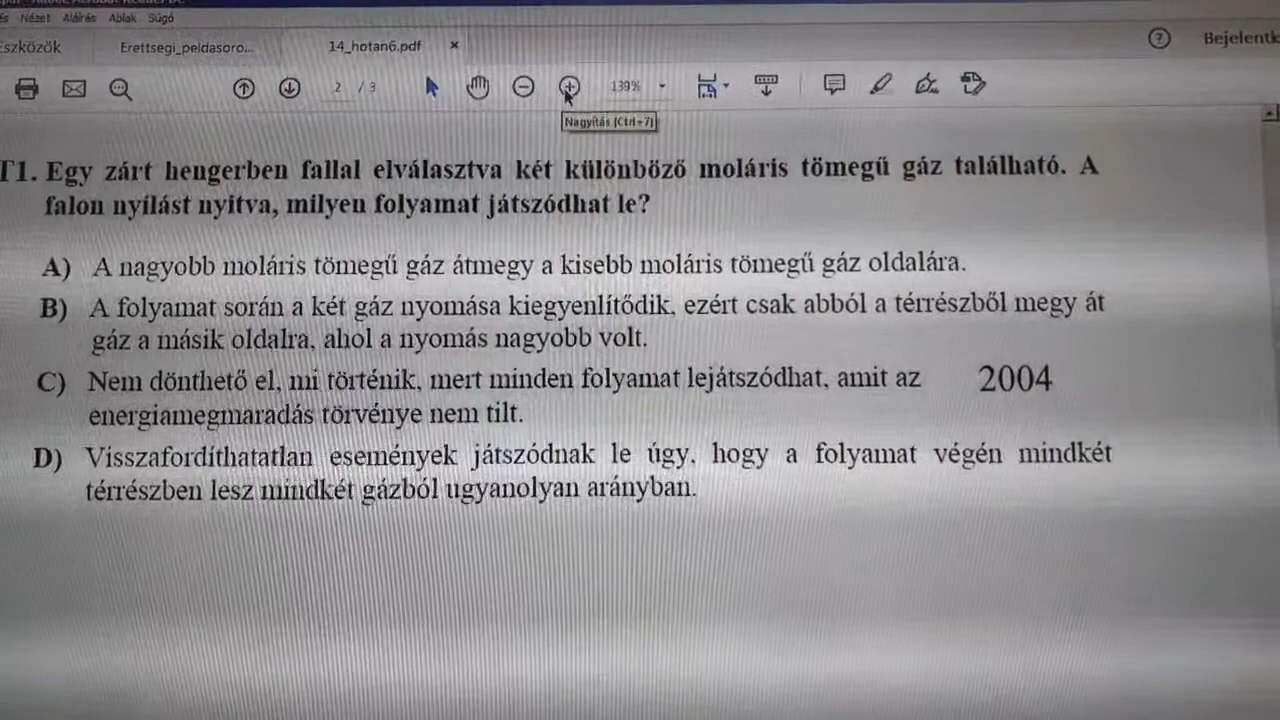 Nézet Aláírás Ablak Súgó
Eszközök Erettsegi_peldasoro... 14_hotan6.pdf × ? Bejelentk
2 / 3 139%
Nagyítás (Ctrl+7)
T1. Egy zárt hengerben fallal elválasztva két különböző moláris tömegű gáz található. A
falon nyílást nyitva, milyen folyamat játszódhat le?
A) A nagyobb moláris tömegű gáz átmegy a kisebb moláris tömegű gáz oldalára.
B) A folyamat során a két gáz nyomása kiegyenlítődik, ezért csak abból a térrészből megy át
gáz a másik oldalra, ahol a nyomás nagyobb volt.
C) Nem dönthető el, mi történik, mert minden folyamat lejátszódhat, amit az 2004
energiamegmaradás törvénye nem tilt.
D) Visszafordíthatatlan események játszódnak le úgy, hogy a folyamat végén mindkét
térrészben lesz mindkét gázból ugyanolyan arányban.